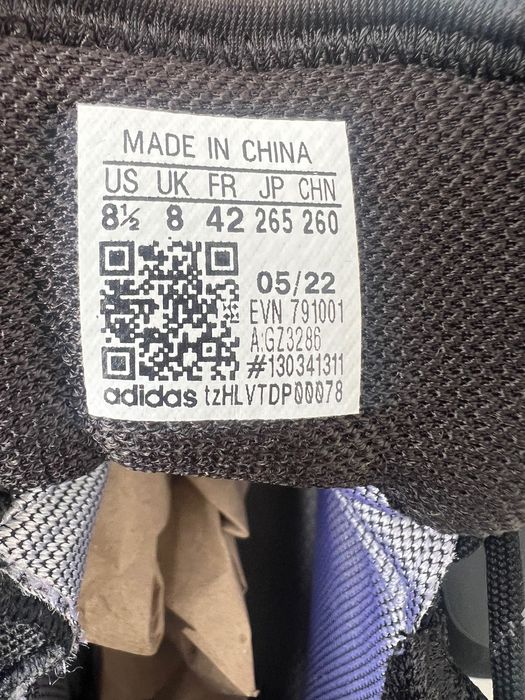 MADE IN CHINA
US UK FR JP CHN
8½ 8 42 265 260
05/22
EVN 791001
A:GZ3286
#130341311
adidas tzHLVTDP00078